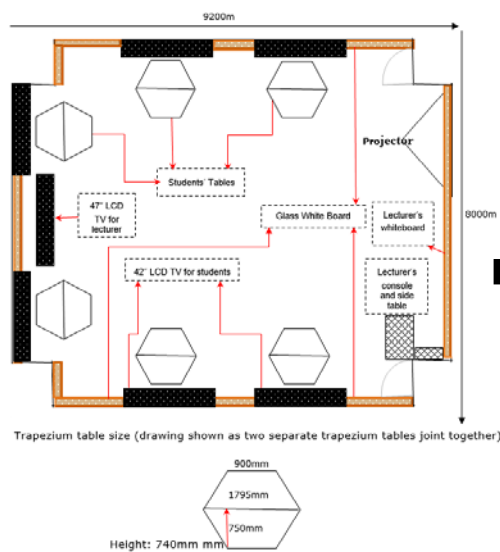 9200m
Projector
Students' Tables
47" LCD
TV for
lecturer
Glass White Board
Lecturer's
whiteboard
8000m
42" LCD TV for students
Lecturer's
console
and side
table
Trapezium table size (drawing shown as two separate trapezium tables joint together)
900mm
1795mm
750mm
Height: 740mm mm